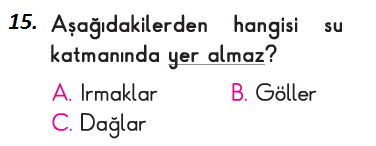 15. Aşağıdakilerden hangisi su
katmanında yer almaz?
A. Irmaklar B. Göller
C. Dağlar